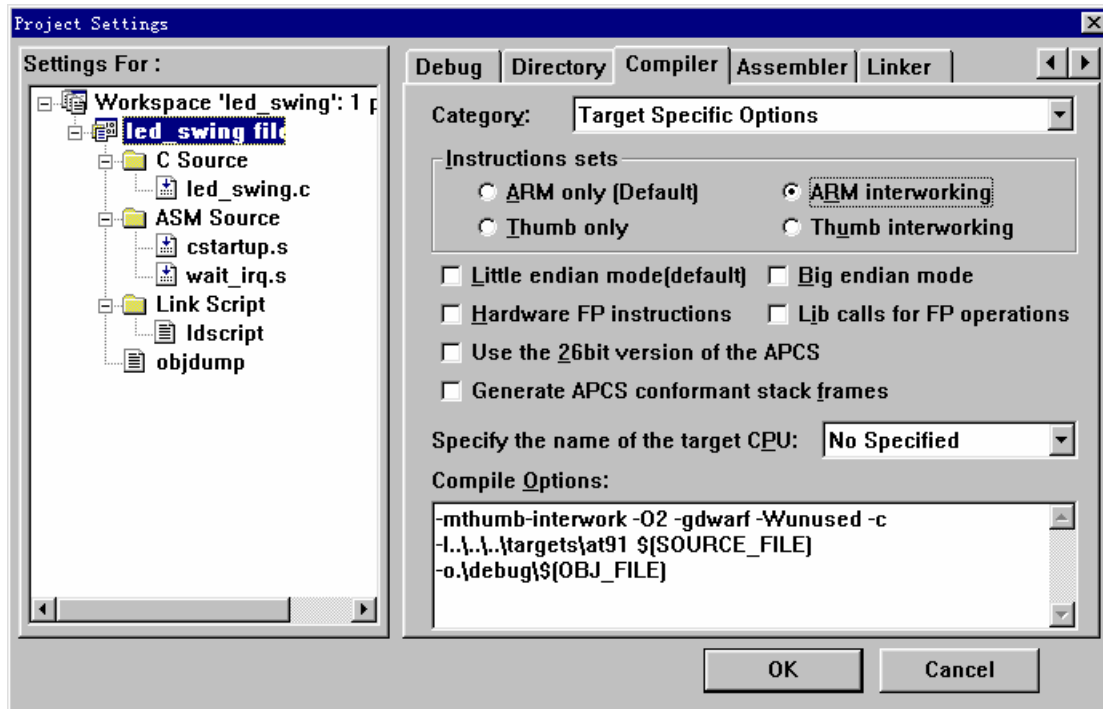 Project Settings
Settings For :
Workspace 'led_swing': 1 p
led_swing file
C Source
led_swing.c
ASM Source
cstartup.s
wait_irq.s
Link Script
ldscript
objdump
Debug Directory Compiler Assembler Linker
Category: Target Specific Options
Instructions sets
ARM only (Default) ARM interworking
Thumb only Thumb interworking
Little endian mode(default) Big endian mode
Hardware FP instructions Lib calls for FP operations
Use the 26bit version of the APCS
Generate APCS conformant stack frames
Specify the name of the target CPU: No Specified
Compile Options:
-mthumb-interwork -O2 -gdwarf -Wunused -c
-I..\..\..\targets\at91 $(SOURCE_FILE)
-o.\debug\$(OBJ_FILE)
OK Cancel